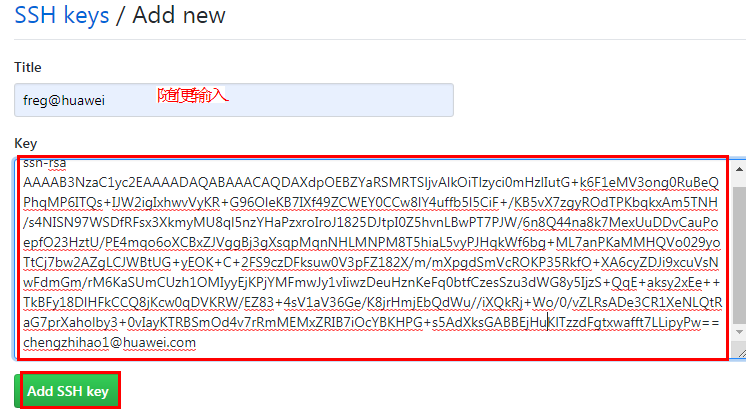 SSH keys / Add new
Title
freg@huawei 随便输入
Key
ssh-rsa
AAAAB3NzaC1yc2EAAAADAQABAAACAQDAXdpOEBZYaRSMRTSljvAlkOiTlzyci0mHzlIutG+k6F1eMV3ong0RuBeQ
PhqMP6ITQs+IJW2igIxhwvVyKR+G96OleKB7IXf49ZCWEY0CCw8lY4uffb5I5CiF+/KB5vX7zgyROdTPKbqkxAm5TNH
/s4NISN97WSDfRFsx3XkmyMU8qI5nzYHaPzxroIroJ1825DJtpI0Z5hvnLBwPT7PJW/6n8Q44na8k7MexUuDDvCauPo
epfO23HztU/PE4mqo6oXCBxZJVggBj3gXsqpMqnNHLMNPM8T5hiaL5vyPJHqkWf6bg+ML7anPKaMMHQVo029yo
TtCj7bw2AZgLCJWBtUG+yEOK+C+2FS9czDFksuw0V3pFZ182X/m/mXpgdSmVcROKP35RkfO+XA6cyZDJi9xcuVsN
wFdmGm/rM6KaSUmCUzh1OMIyyEjKPjYMFmwJy1vIiwzDeuHznKeFq0btfCzesSzu3dWG8y5IjzS+QqE+aksy2xEe++
TkBFy18DIHFkCCQ8jKcw0qDVKRW/EZ83+4sV1aV36Ge/K8jrHmjEbQdWu//iXQkRj+Wo/0/vZLRsADe3CR1XeNLQtR
aG7prXaholby3+0vIayKTRBSmOd4v7rRmMEMxZRIB7iOcYBKHPG+s5AdXksGABBEjHuKlTzzdFgtxwafft7LLipyPw==
chengzhihao1@huawei.com
Add SSH key